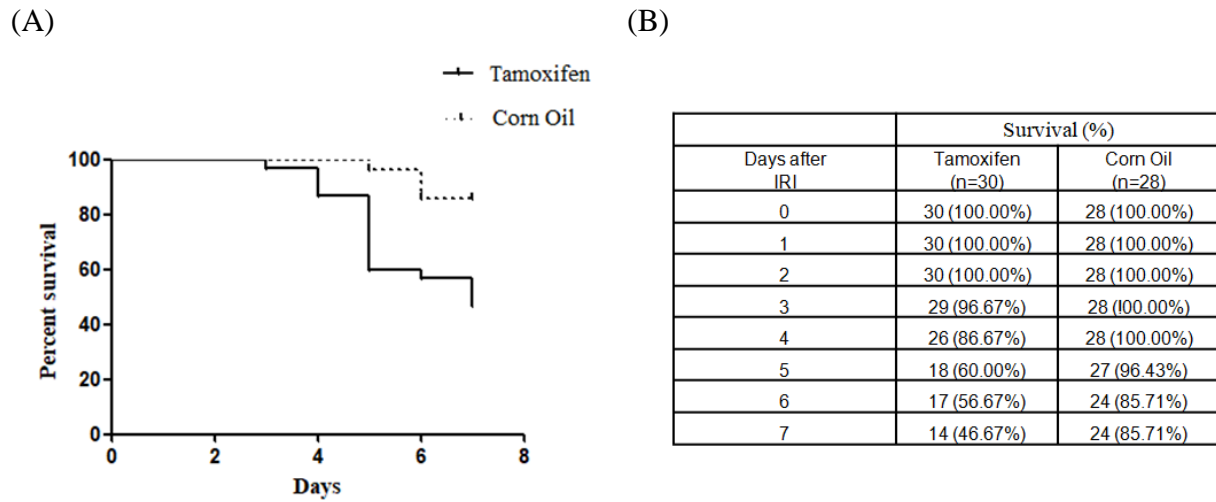 (A)
(B)
Tamoxifen
Corn Oil
100
80
60
40
20
0
0 2 4 6 8
Percent survival
Days
Survival (%)
Days after IRI Tamoxifen (n=30) Corn Oil (n=28)
0 30 (100.00%) 28 (100.00%)
1 30 (100.00%) 28 (100.00%)
2 30 (100.00%) 28 (100.00%)
3 29 (96.67%) 28 (I00.00%)
4 26 (86.67%) 28 (100.00%)
5 18 (60.00%) 27 (96.43%)
6 17 (56.67%) 24 (85.71%)
7 14 (46.67%) 24 (85.71%)